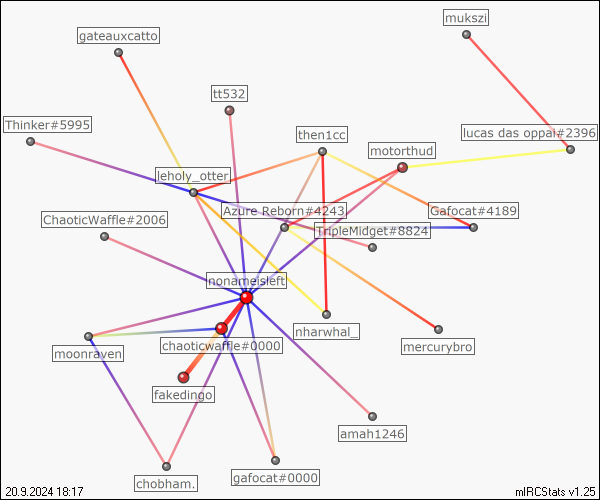 mukszi
gateauxcatto
tt532
Thinker#5995
then1cc
lucas das oppai#2396
motorthud
leholy_otter
Azure Reborn#4243
Gafocat#4189
ChaoticWaffle#2006
TripleMidget#8824
nonameisleft
nharwhal_
chaoticwaffle#0000
mercurybro
moonraven
fakedingo
amah1246
gafocat#0000
chobham.
20.9.2024 18:17
mIRCStats v1.25